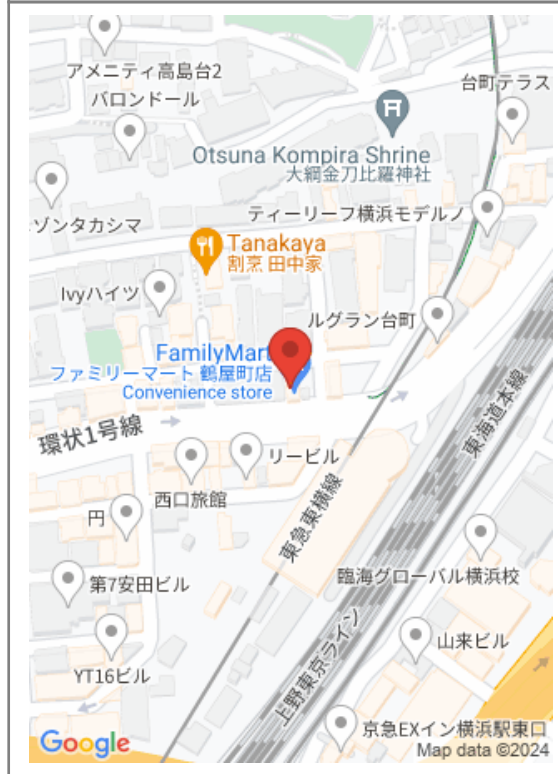 アメニティ高島台2
バロンドール
台町テラス
Otsuna Kompira Shrine
大綱金刀比羅神社
ゾンタカシマ
ティーリーフ横浜モデルノ
Tanakaya
割烹 田中家
Ivyハイツ
ルグラン台町
FamilyMart
ファミリーマート 鶴屋町店
Convenience store
東海道本線
環状1号線
リービル
西口旅館
東急東横線
円
臨海グローバル横浜校
第7安田ビル
上野東京ライン
山来ビル
YT16ビル
京急EXイン横浜駅東口
Google
Map data ©2024